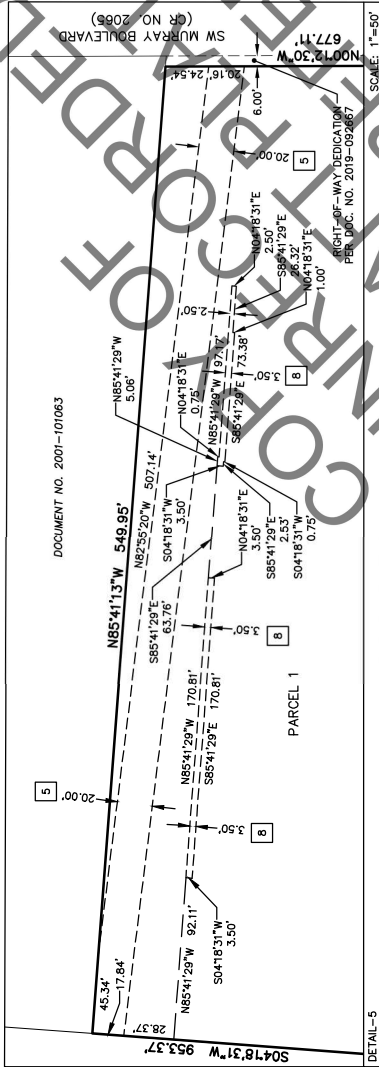 SW MURRAY BOULEVARD
(CR NO. 2065)
N00°12'30"W
677.11'
SCALE: 1"=50'
24.54'
20.16'
6.00'
RIGHT-OF-WAY DEDICATION
PER DOC. NO. 2019-092667
20.00'
5
N04°18'31"E
2.50'
S85°41'29"E
26.32'
N04°18'31"E
1.00'
2.50'
N85°41'29"W 97.17'
S85°41'29"E 73.38'
3.50'
8
DOCUMENT NO. 2001-101063
N85°41'29"W
5.06'
N04°18'31"E
0.75'
N85°41'13"W 549.95'
N82°55'20"W 507.14'
S04°18'31"W
3.50'
S85°41'29"E
63.76'
N04°18'31"E
3.50'
S85°41'29"E
2.53'
S04°18'31"W
0.75'
3.50'
8
N85°41'29"W 170.81'
S85°41'29"E 170.81'
PARCEL 1
5
20.00'
3.50'
8
N85°41'29"W 92.11'
S04°18'31"W
3.50'
45.34'
17.84'
28.37'
S04°18'31"W 953.37'
DETAIL-5
COPY OF